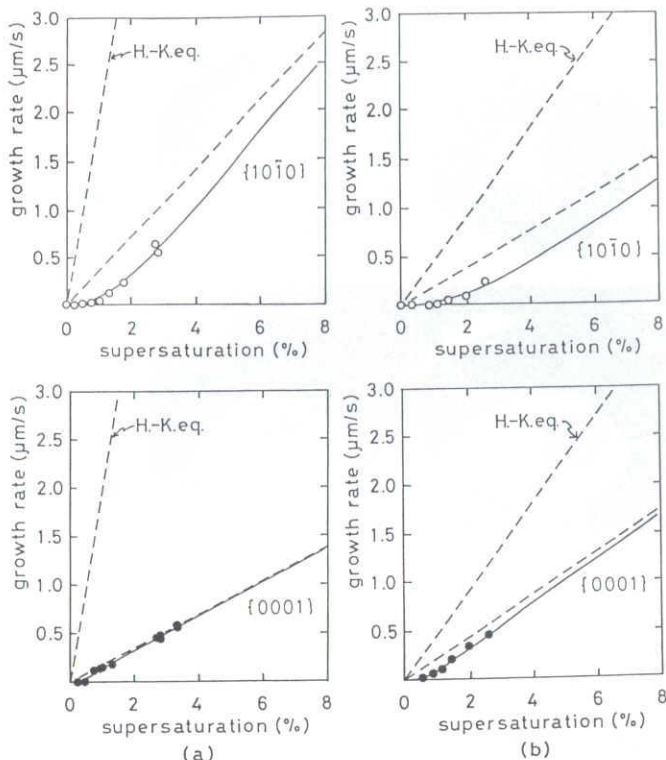 growth rate (μm/s)
3.0
2.5
2.0
1.5
1.0
0.5
H.-K.eq.
{101̄0}
0 2 4 6 8
supersaturation (%)
growth rate (μm/s)
3.0
2.5
2.0
1.5
1.0
0.5
H.-K.eq.
{101̄0}
0 2 4 6 8
supersaturation (%)
growth rate (μm/s)
3.0
2.5
2.0
1.5
1.0
0.5
H.-K.eq.
{0001}
0 2 4 6 8
supersaturation (%)
(a)
growth rate (μm/s)
3.0
2.5
2.0
1.5
1.0
0.5
H.-K.eq.
{0001}
0 2 4 6 8
supersaturation (%)
(b)